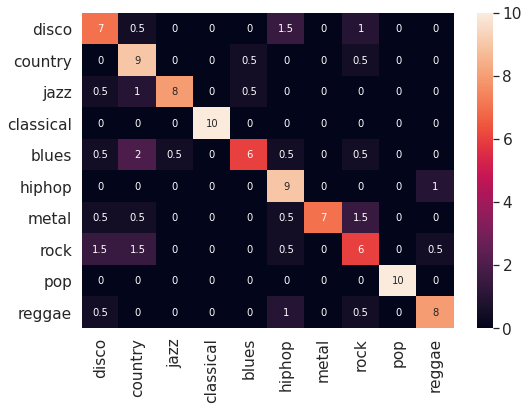 disco 7 0.5 0 0 0 1.5 0 1 0 0
country 0 9 0 0 0.5 0 0 0.5 0 0
jazz 0.5 1 8 0 0.5 0 0 0 0 0
classical 0 0 0 10 0 0 0 0 0 0
blues 0.5 2 0.5 0 6 0.5 0 0.5 0 0
hiphop 0 0 0 0 0 9 0 0 0 1
metal 0.5 0.5 0 0 0 0.5 7 1.5 0 0
rock 1.5 1.5 0 0 0 0.5 0 6 0 0.5
pop 0 0 0 0 0 0 0 0 10 0
reggae 0.5 0 0 0 0 1 0 0.5 0 8
disco country jazz classical blues hiphop metal rock pop reggae
10
8
6
4
2
0